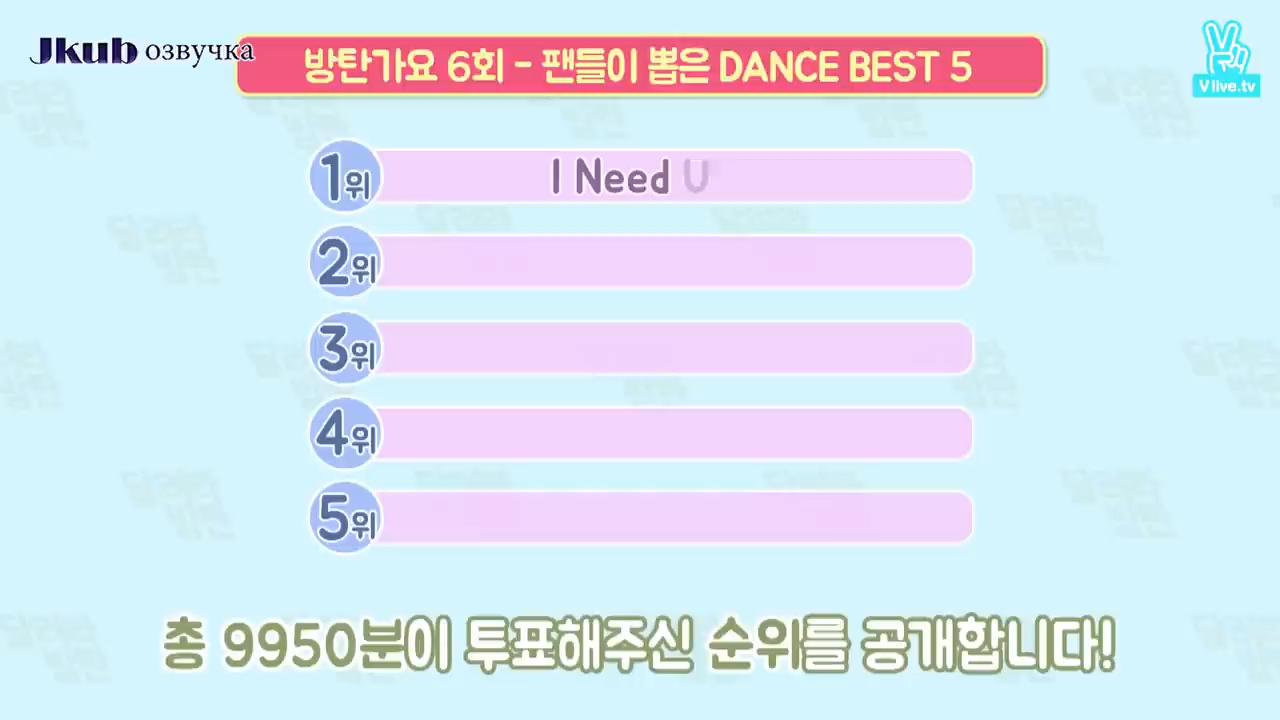 Jkub озвучка
방탄가요 6회 - 팬들이 뽑은 DANCE BEST 5
V live.tv
1위 I Need U
2위
3위
4위
5위
총 9950분이 투표해주신 순위를 공개합니다!